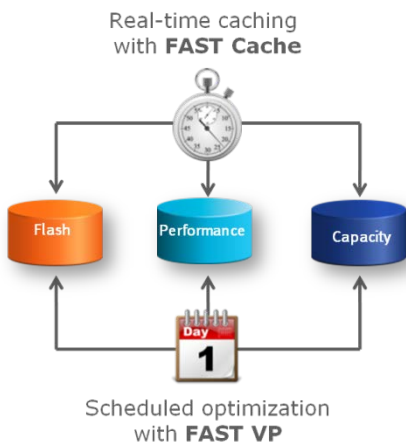 Real-time caching
with FAST Cache
Flash
Performance
Capacity
Day
1
Scheduled optimization
with FAST VP